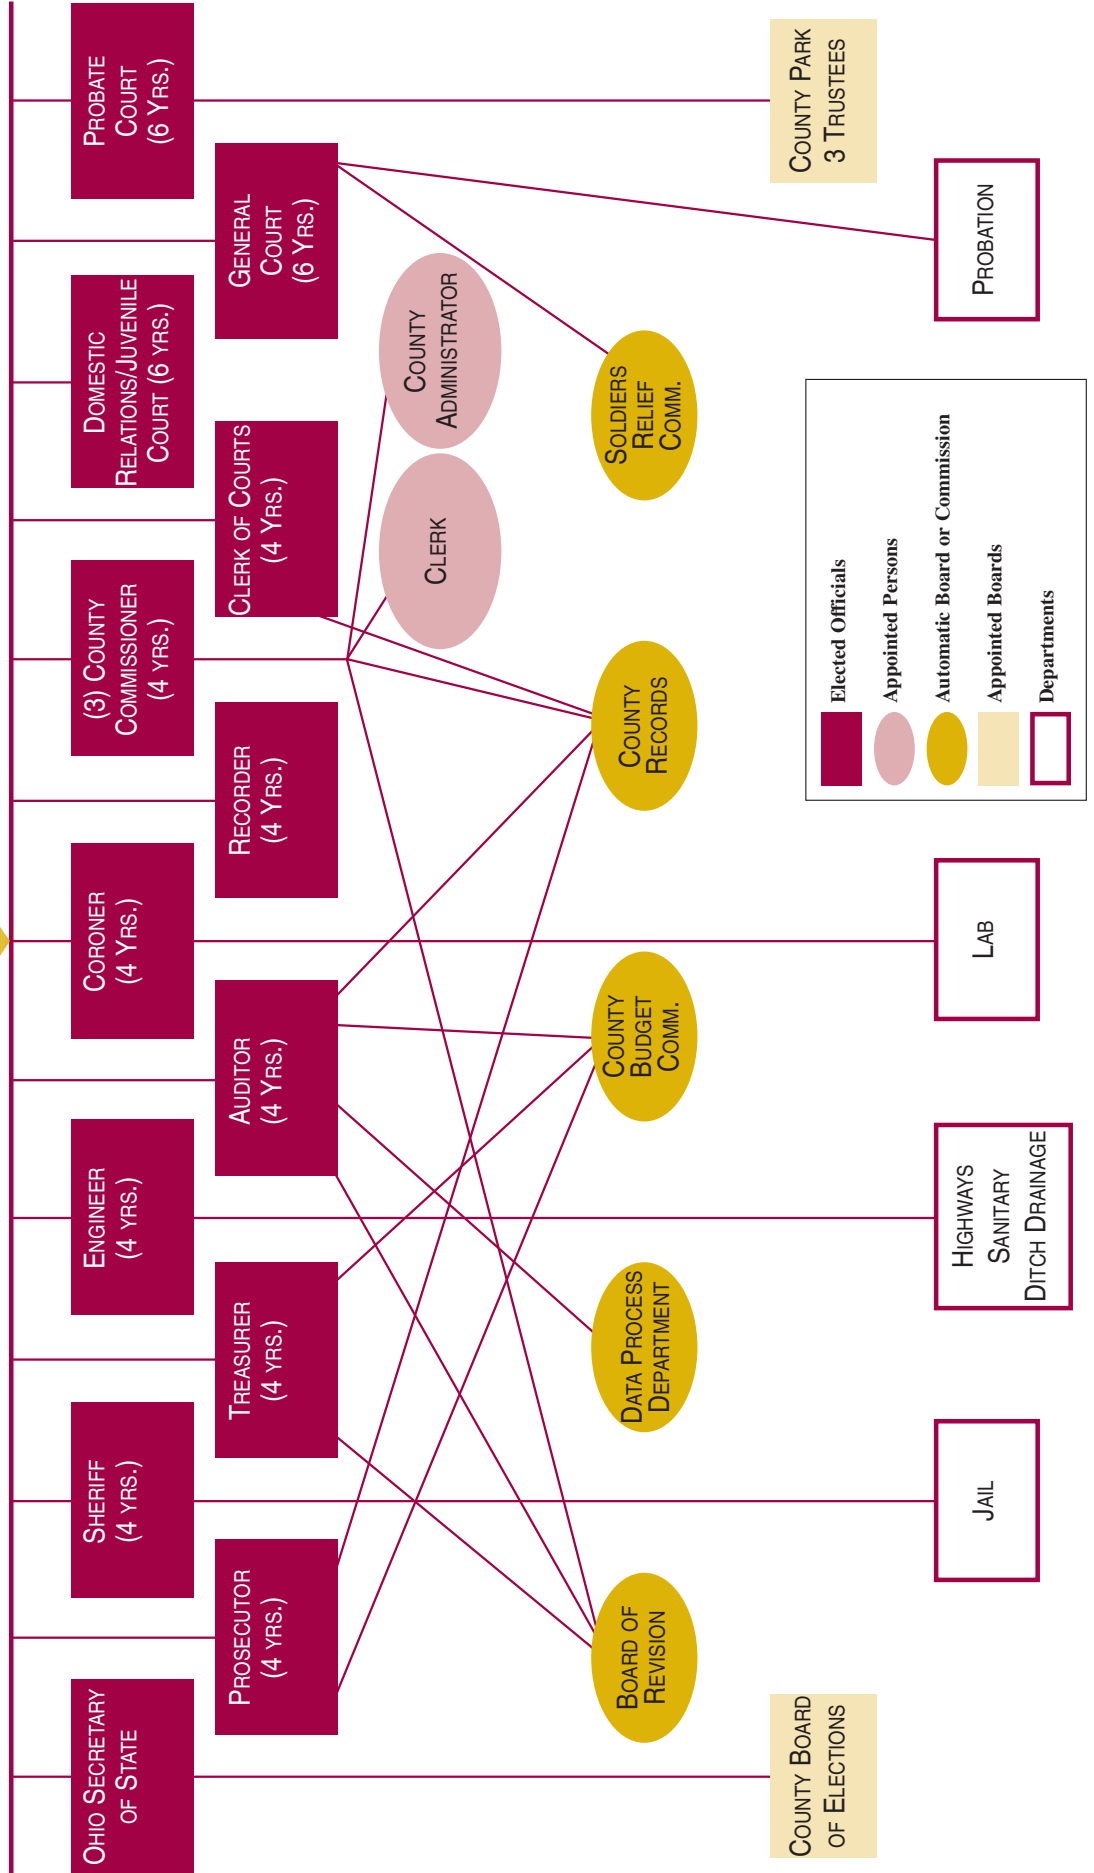 Ohio Secretary
of State
Sheriff
(4 yrs.)
Engineer
(4 yrs.)
Coroner
(4 Yrs.)
(3) County
Commissioner
(4 yrs.)
Domestic
Relations/Juvenile
Court (6 yrs.)
Probate
Court
(6 Yrs.)
Prosecutor
(4 yrs.)
Treasurer
(4 yrs.)
Auditor
(4 Yrs.)
Recorder
(4 Yrs.)
Clerk of Courts
(4 Yrs.)
General
Court
(6 Yrs.)
Clerk
County
Administrator
Board of
Revision
Data Process
Department
County
Budget
Comm.
County
Records
Soldiers
Relief
Comm.
County Board
of Elections
County Park
3 Trustees
Jail
Highways
Sanitary
Ditch Drainage
Lab
Probation
Elected Officials
Appointed Persons
Automatic Board or Commission
Appointed Boards
Departments